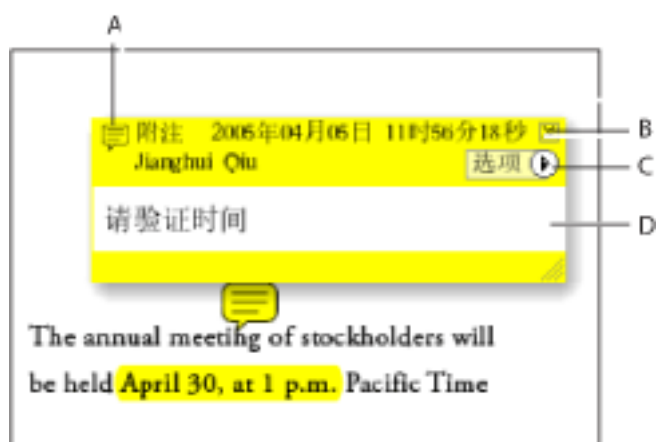 A
附注 2005年04月05日 11时56分18秒
B
Jianghui Qiu
选项
C
请验证时间
D
The annual meeting of stockholders will
be held April 30, at 1 p.m. Pacific Time